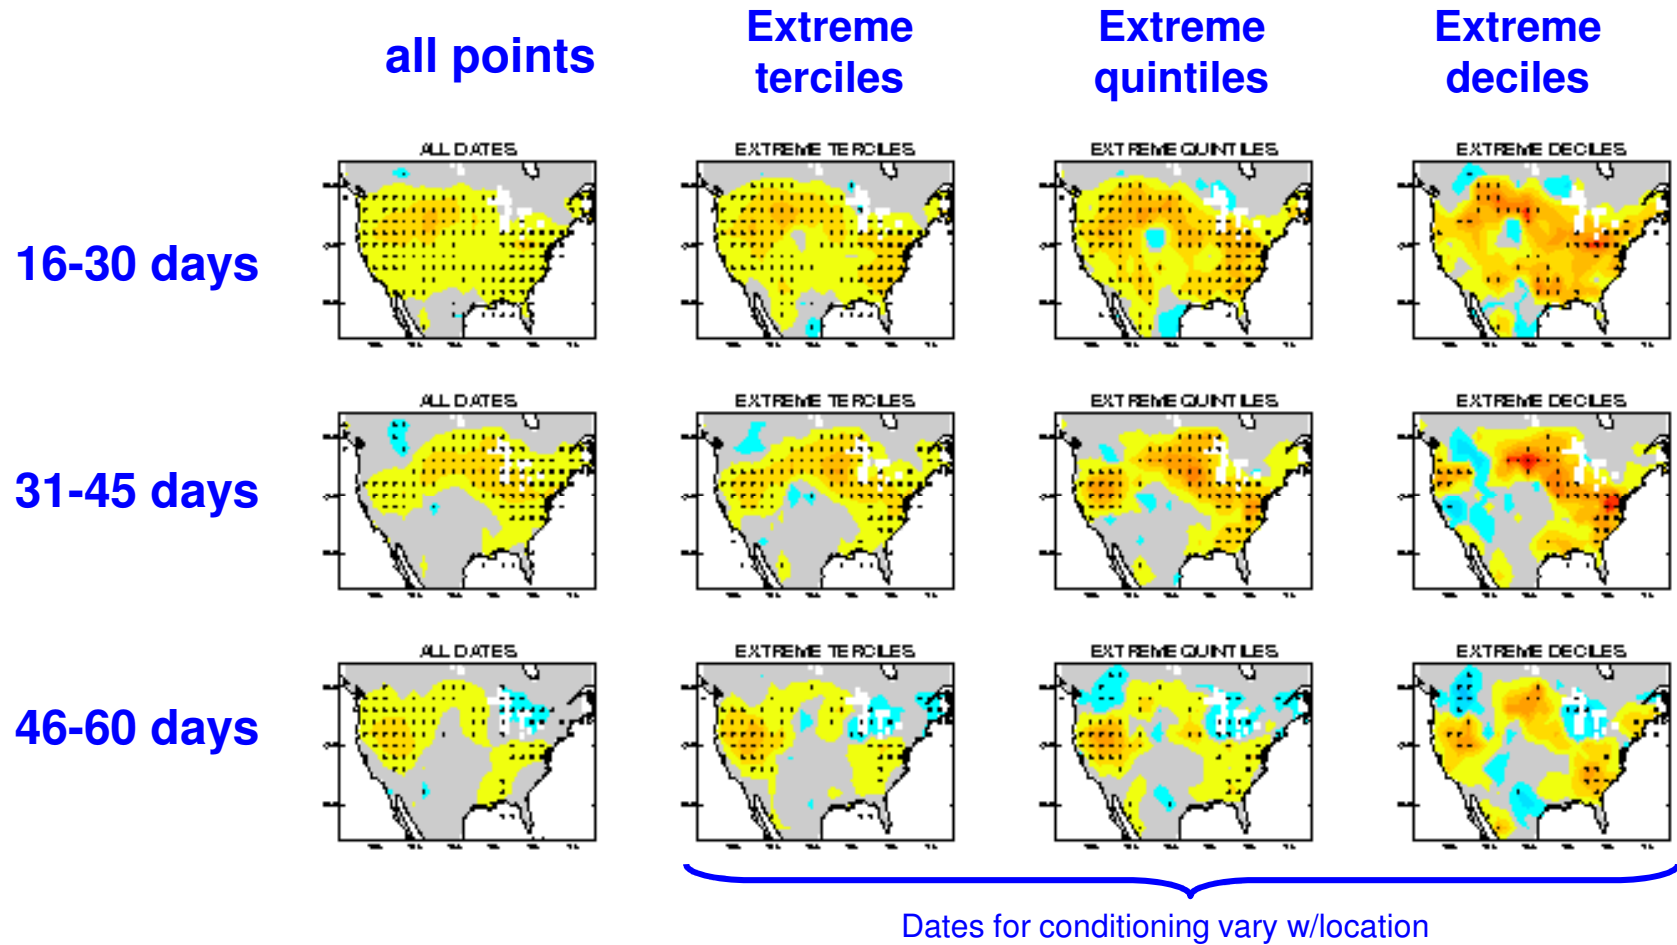 all points
Extreme
terciles
Extreme
quintiles
Extreme
deciles
ALL DATES
EXTREME TERCILES
EXTREME QUINTILES
EXTREME DECILES
16-30 days
ALL DATES
EXTREME TERCILES
EXTREME QUINTILES
EXTREME DECILES
31-45 days
ALL DATES
EXTREME TERCILES
EXTREME QUINTILES
EXTREME DECILES
46-60 days
Dates for conditioning vary w/location